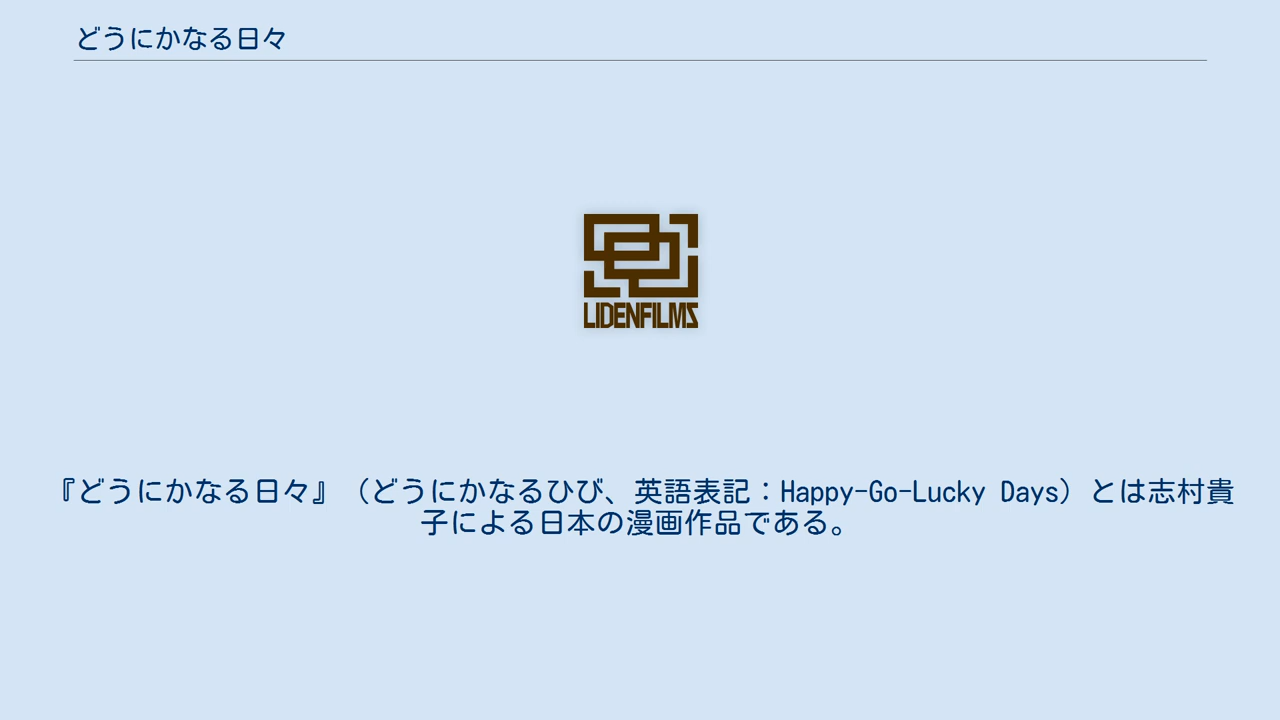 どうにかなる日々
LIDENFILMS
『どうにかなる日々』（どうにかなるひび、英語表記：Happy-Go-Lucky Days）とは志村貴
子による日本の漫画作品である。